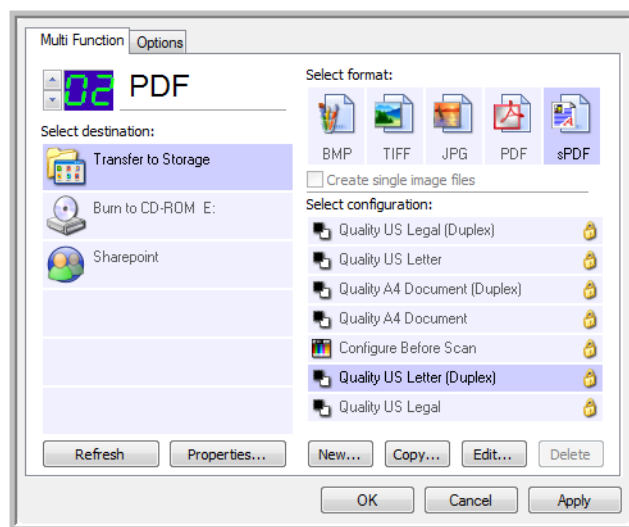 Multi Function
Options
02 PDF
Select destination:
Transfer to Storage
Burn to CD-ROM E:
Sharepoint
Refresh
Properties...
Select format:
BMP TIFF JPG PDF sPDF
Create single image files
Select configuration:
Quality US Legal (Duplex)
Quality US Letter
Quality A4 Document (Duplex)
Quality A4 Document
Configure Before Scan
Quality US Letter (Duplex)
Quality US Legal
New... Copy... Edit... Delete
OK Cancel Apply